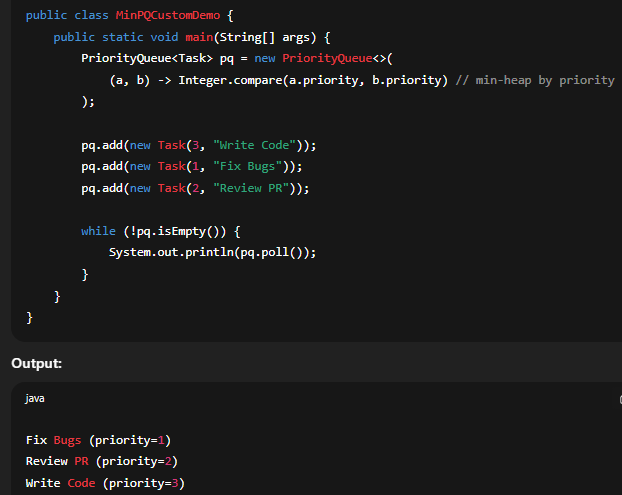 public class MinPQCustomDemo {
    public static void main(String[] args) {
        PriorityQueue<Task> pq = new PriorityQueue<>(
            (a, b) -> Integer.compare(a.priority, b.priority) // min-heap by priority
        );

        pq.add(new Task(3, "Write Code"));
        pq.add(new Task(1, "Fix Bugs"));
        pq.add(new Task(2, "Review PR"));

        while (!pq.isEmpty()) {
            System.out.println(pq.poll());
        }
    }
}
Output:
java
Fix Bugs (priority=1)
Review PR (priority=2)
Write Code (priority=3)